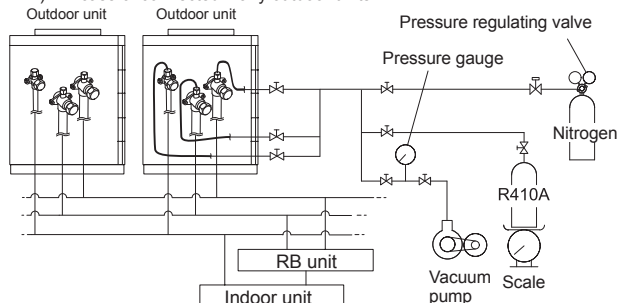 Outdoor unit
Outdoor unit
Pressure regulating valve
Pressure gauge
Nitrogen
R410A
RB unit
Vacuum
pump
Scale
Indoor unit